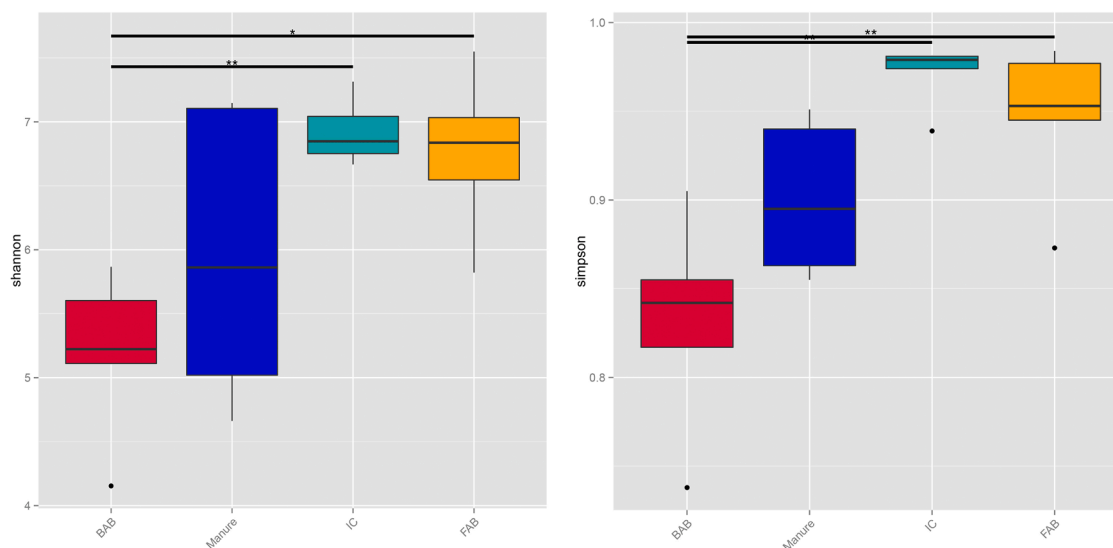 *
**
7
6
5
4
shannon
BAB
Manure
IC
FAB
**
**
1.0
0.9
0.8
simpson
BAB
Manure
IC
FAB